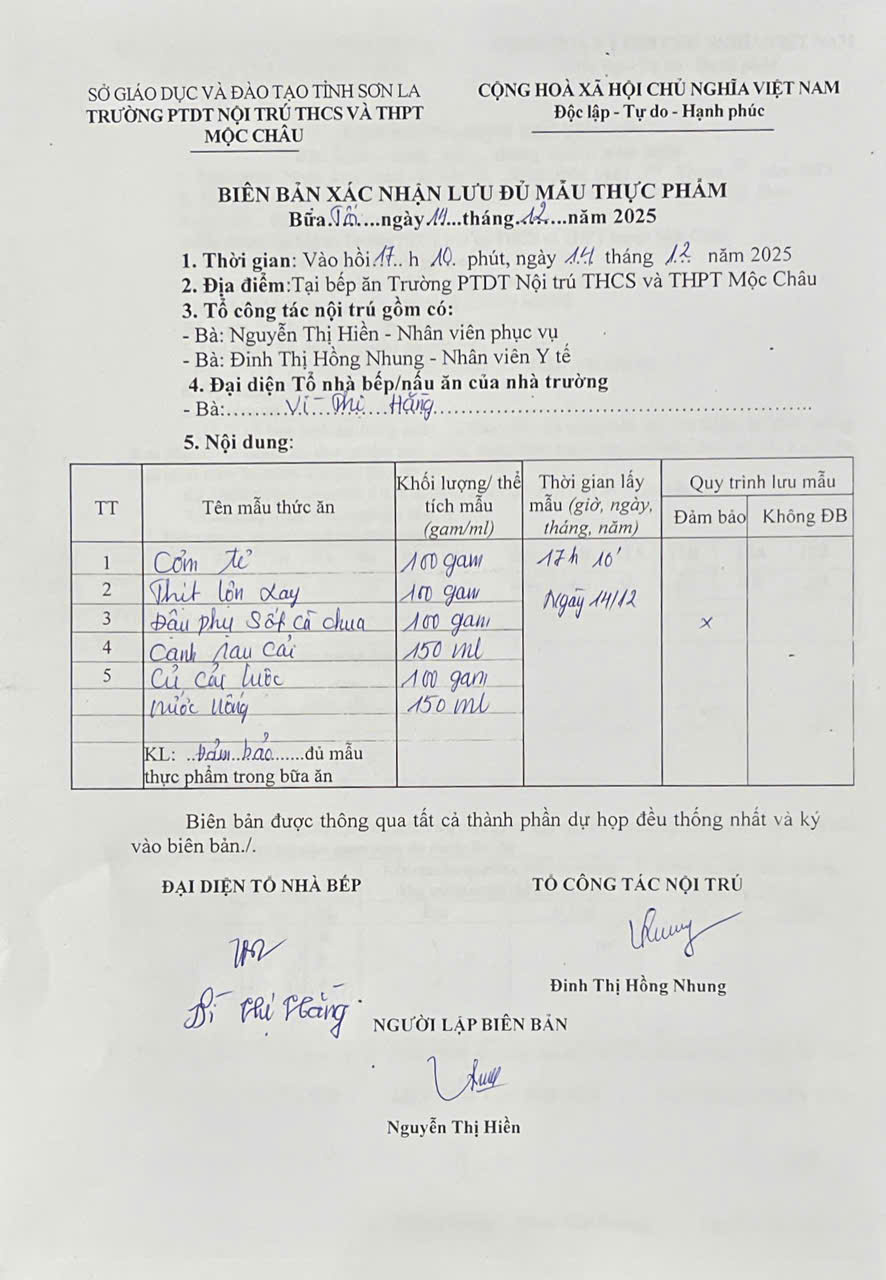 SỞ GIÁO DỤC VÀ ĐÀO TẠO TỈNH SƠN LA
TRƯỜNG PTDT NỘI TRÚ THCS VÀ THPT
MỘC CHÂU
CỘNG HOÀ XÃ HỘI CHỦ NGHĨA VIỆT NAM
Độc lập - Tự do - Hạnh phúc
BIÊN BẢN XÁC NHẬN LƯU ĐỦ MẪU THỰC PHẨM
Bữa.Tối...ngày14...tháng.12...năm 2025
1. Thời gian: Vào hồi17.. h 10. phút, ngày 14 tháng 12 năm 2025
2. Địa điểm:Tại bếp ăn Trường PTDT Nội trú THCS và THPT Mộc Châu
3. Tổ công tác nội trú gồm có:
- Bà: Nguyễn Thị Hiền - Nhân viên phục vụ
- Bà: Đinh Thị Hồng Nhung - Nhân viên Y tế
4. Đại diện Tổ nhà bếp/nấu ăn của nhà trường
- Bà:.........Vì Thị Hằng.........
5. Nội dung:
TT
Tên mẫu thức ăn
Khối lượng/ thể
tích mẫu
(gam/ml)
Thời gian lấy
mẫu (giờ, ngày,
tháng, năm)
Quy trình lưu mẫu
Đảm bảo
Không ĐB
1 Cơm tẻ 100 gam 17h 10'
2 Thịt lợn xay 100 gam Ngày 14/12
3 Đậu phụ sốt cà chua 100 gam x
4 Canh rau cải 150 ml
5 Củ cải luộc 100 gam
nước uống 150 ml
KL: ..Đảm bảo......đủ mẫu
thực phẩm trong bữa ăn
Biên bản được thông qua tất cả thành phần dự họp đều thống nhất và ký
vào biên bản./.
ĐẠI DIỆN TỔ NHÀ BẾP
TỔ CÔNG TÁC NỘI TRÚ
Nhung
Đinh Thị Hồng Nhung
Vì Thị Hằng
NGƯỜI LẬP BIÊN BẢN
Nguyễn Thị Hiền